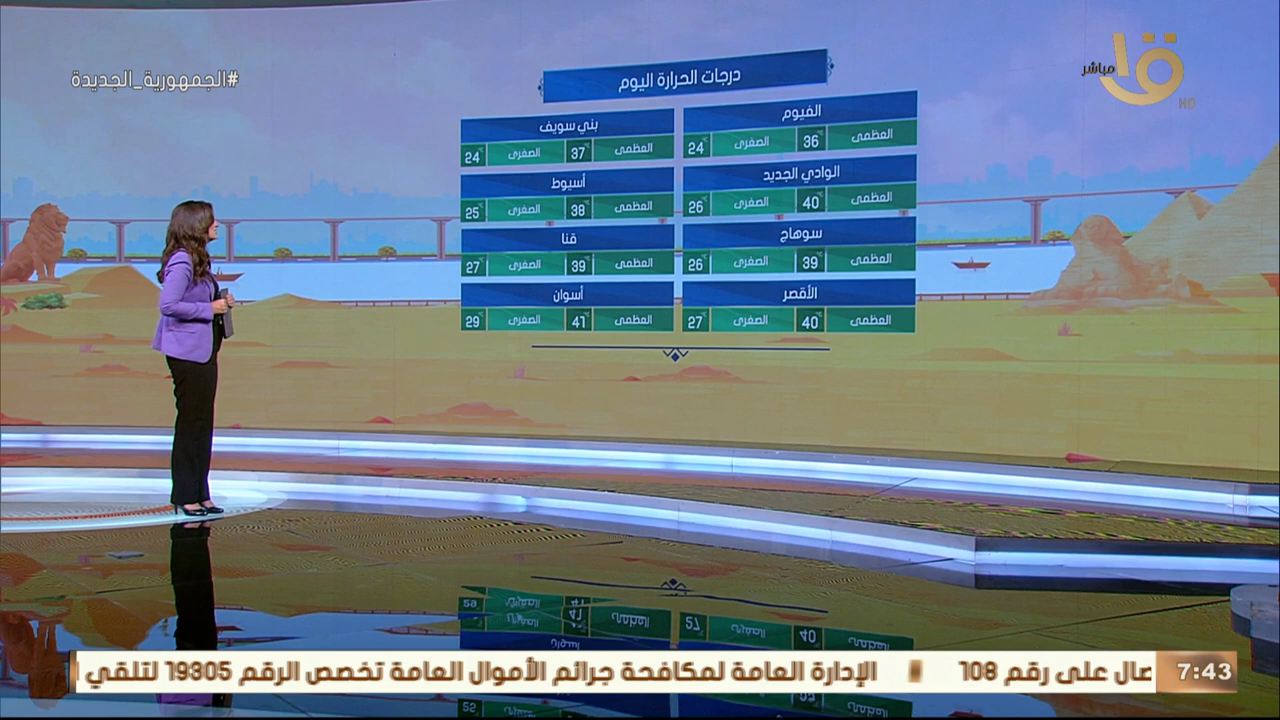 #الجمهورية_الجديدة
مباشر
HD
درجات الحرارة اليوم
الفيوم
العظمى 36 الصغرى 24
بني سويف
العظمى 37 الصغرى 24
الوادي الجديد
العظمى 40 الصغرى 26
أسيوط
العظمى 38 الصغرى 25
سوهاج
العظمى 39 الصغرى 26
قنا
العظمى 39 الصغرى 27
الأقصر
العظمى 40 الصغرى 27
أسوان
العظمى 41 الصغرى 29
7:43
على رقم 108
الإدارة العامة لمكافحة جرائم الأموال العامة تخصص الرقم 19305 لتلقي